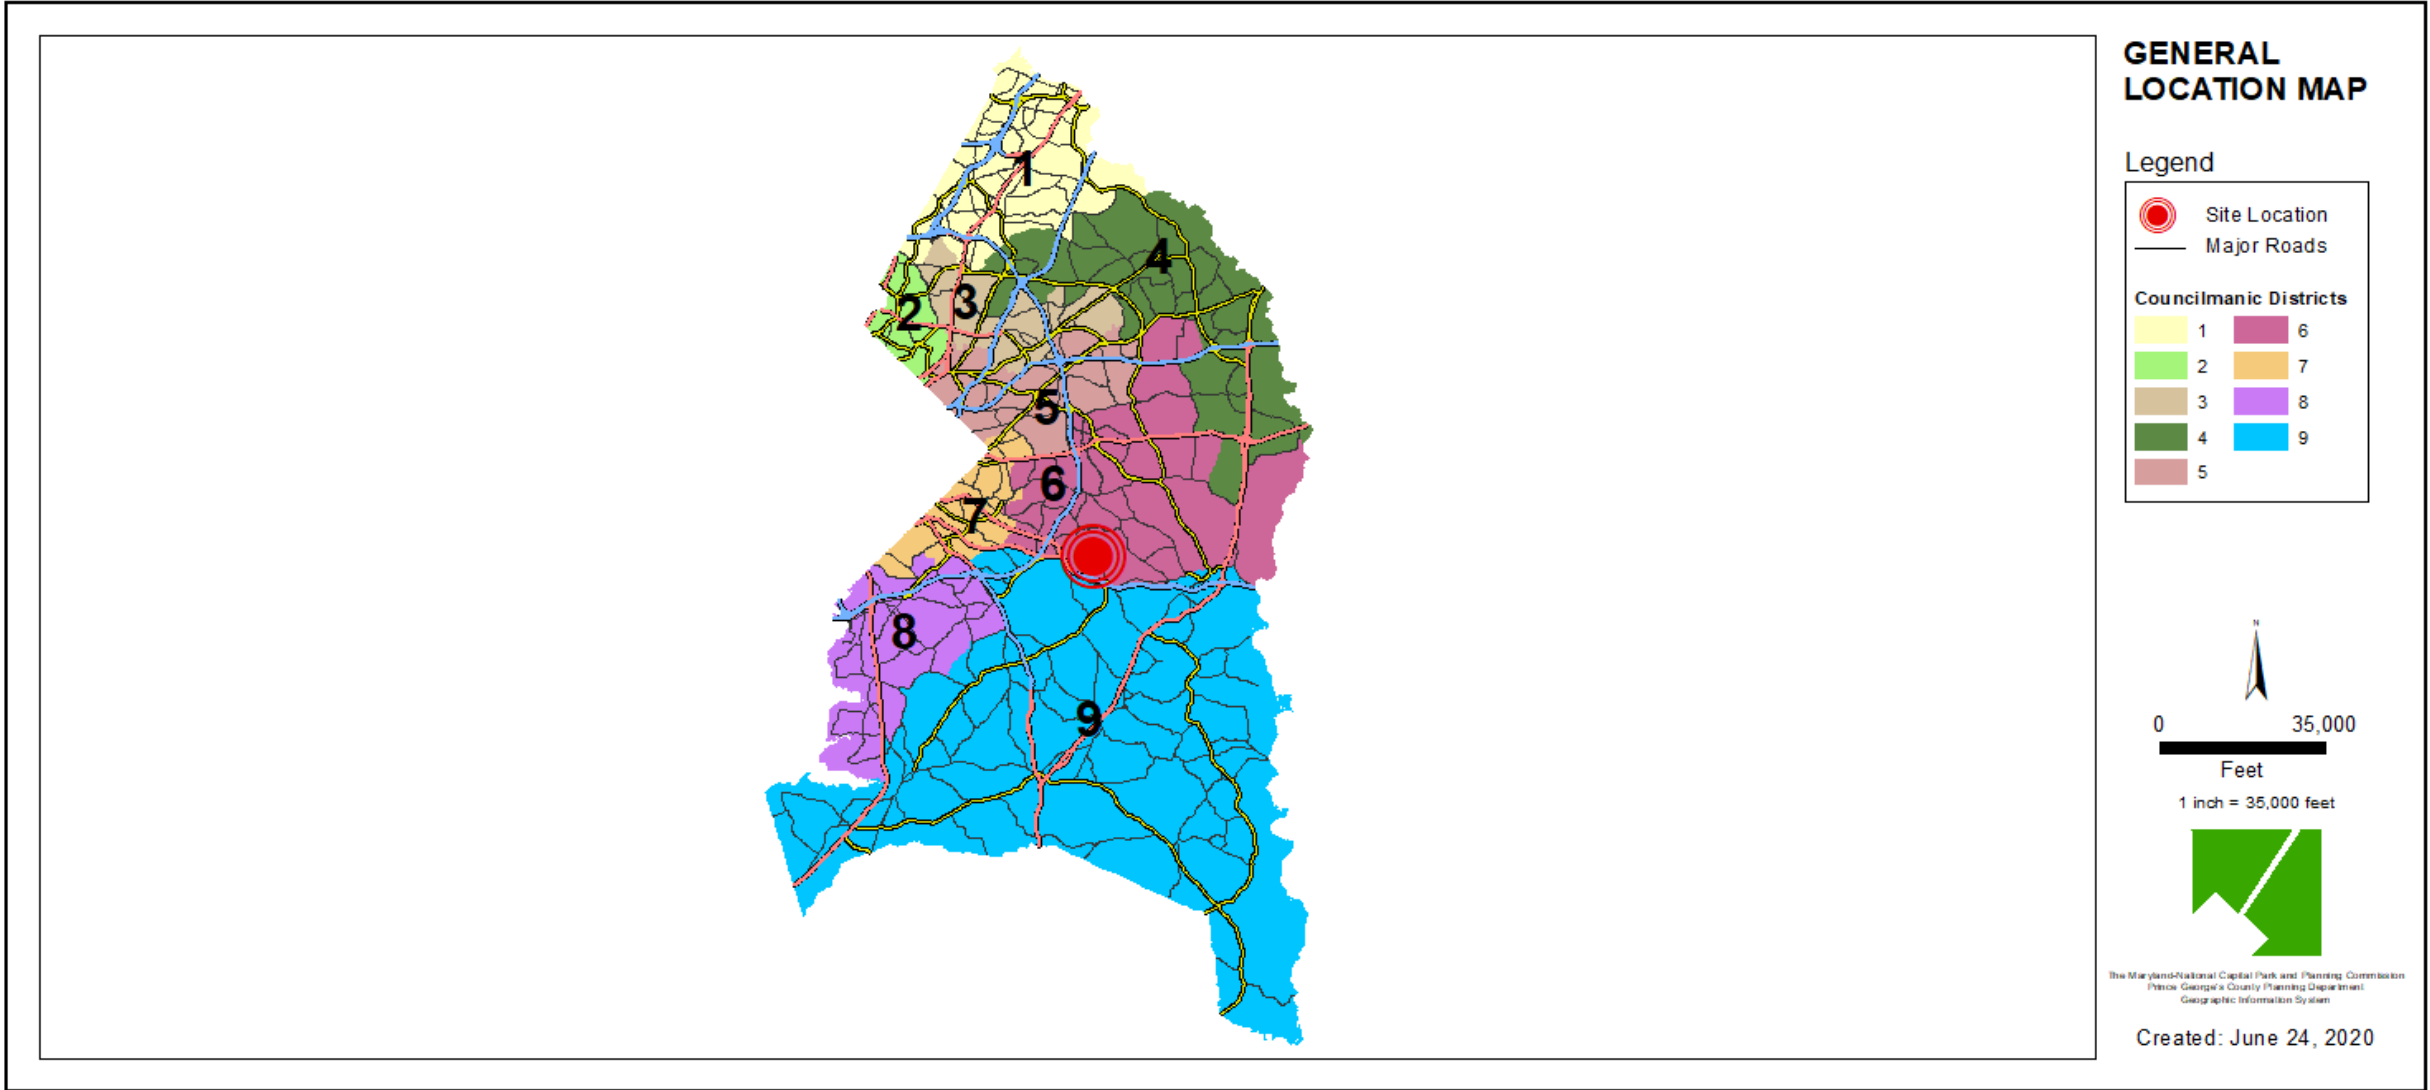 GENERAL
LOCATION MAP
Legend
Site Location
Major Roads
Councilmanic Districts
1 6
2 7
3 8
4 9
5
1
4
2
3
5
6
7
8
9
N
0 35,000
Feet
1 inch = 35,000 feet
The Maryland-National Capital Park and Planning Commission
Prince George's County Planning Department
Geographic Information System
Created: June 24, 2020